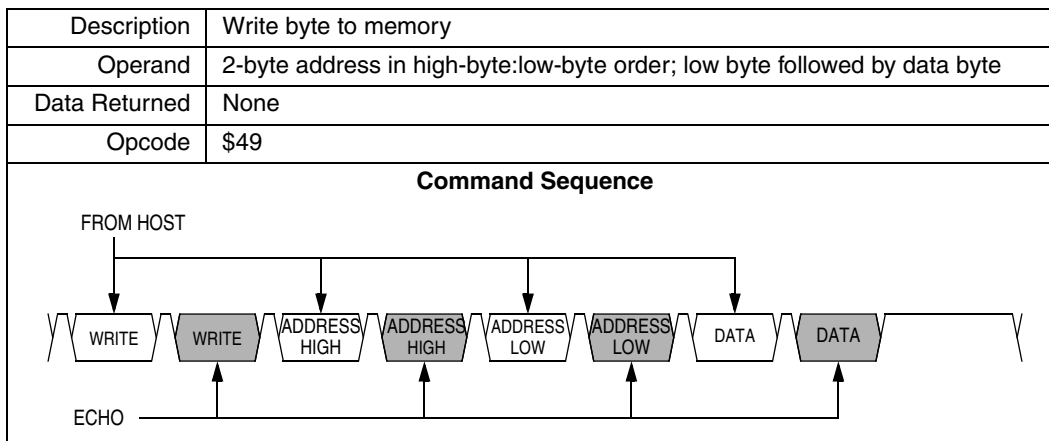 Description Write byte to memory
Operand 2-byte address in high-byte:low-byte order; low byte followed by data byte
Data Returned None
Opcode $49
Command Sequence
FROM HOST
WRITE WRITE ADDRESS HIGH ADDRESS HIGH ADDRESS LOW ADDRESS LOW DATA DATA
ECHO